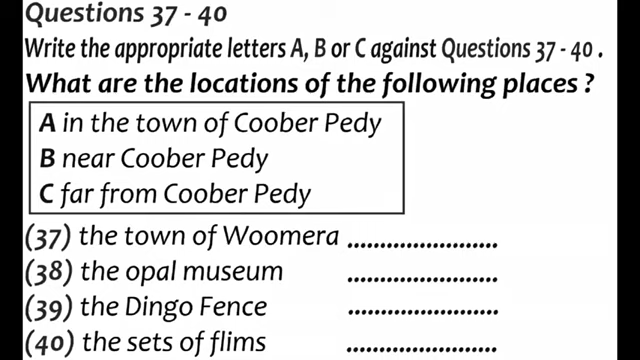 Questions 37 - 40
Write the appropriate letters A, B or C against Questions 37 - 40 .
What are the locations of the following places ?
A in the town of Coober Pedy
B near Coober Pedy
C far from Coober Pedy
(37) the town of Woomera ..............................
(38) the opal museum ..............................
(39) the Dingo Fence ..............................
(40) the sets of flims ..............................